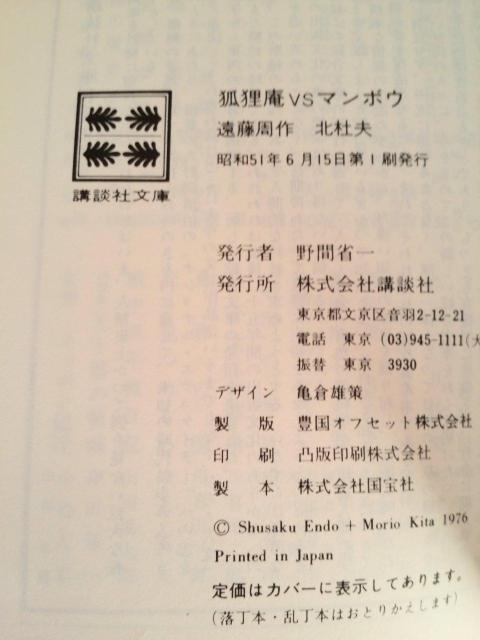 狐狸庵VSマンボウ
遠藤周作 北杜夫
昭和51年6月15日第1刷発行
講談社文庫
発行者 野間省一
発行所 株式会社講談社
東京都文京区音羽2-12-21
電話 東京 (03)945-1111(大
振替 東京 3930
デザイン 亀倉雄策
製版 豊国オフセット株式会社
印刷 凸版印刷株式会社
製本 株式会社国宝社
© Shusaku Endo + Morio Kita 1976
Printed in Japan
定価はカバーに表示してあります。
(落丁本・乱丁本はおとりかえします)